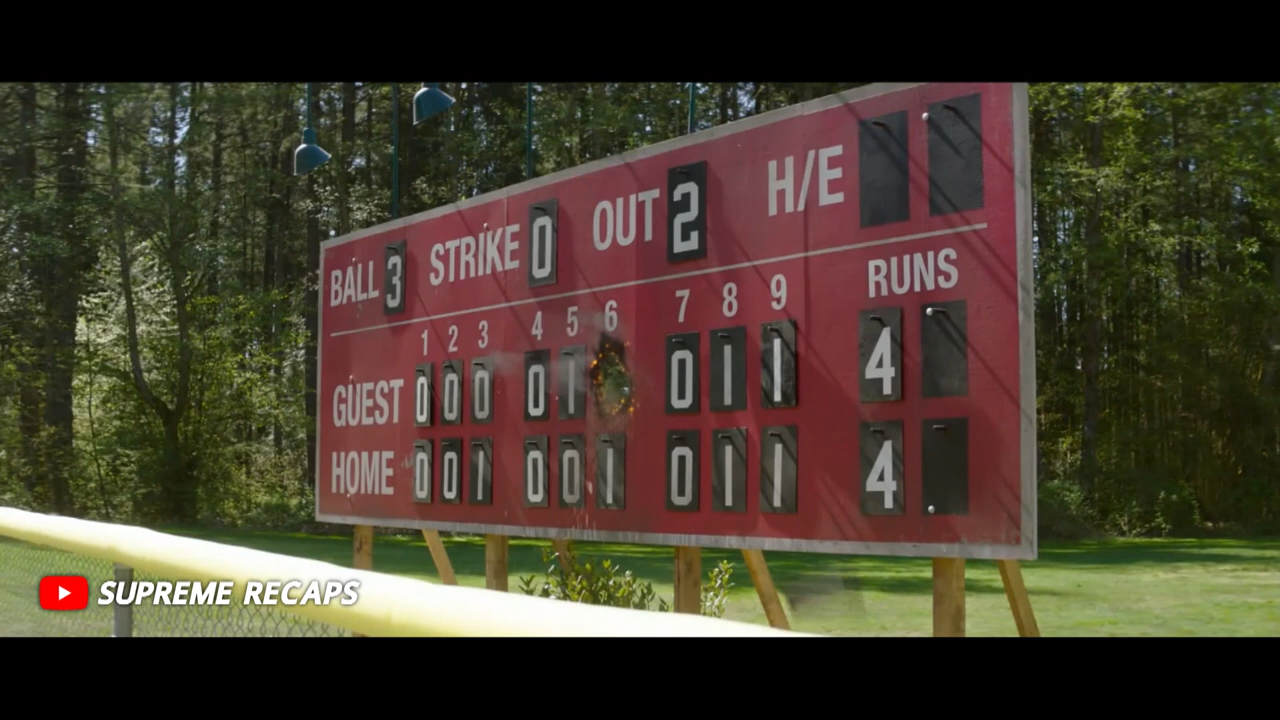 BALL 3 STRIKE 0 OUT 2 H/E
1 2 3 4 5 6 7 8 9 RUNS
GUEST 0 0 0 0 1 0 1 1 4
HOME 0 0 1 0 0 1 0 1 1 4
SUPREME RECAPS